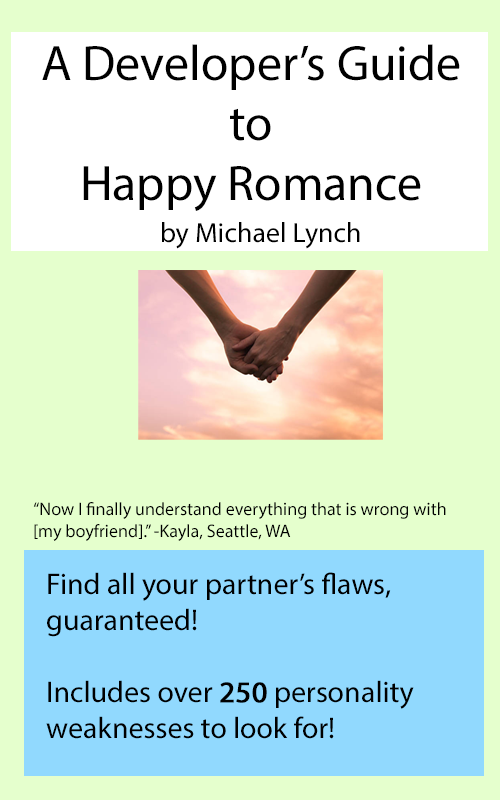 A Developer’s Guide
to
Happy Romance
by Michael Lynch
“Now I finally understand everything that is wrong with
[my boyfriend].” -Kayla, Seattle, WA
Find all your partner’s flaws,
guaranteed!
Includes over 250 personality
weaknesses to look for!